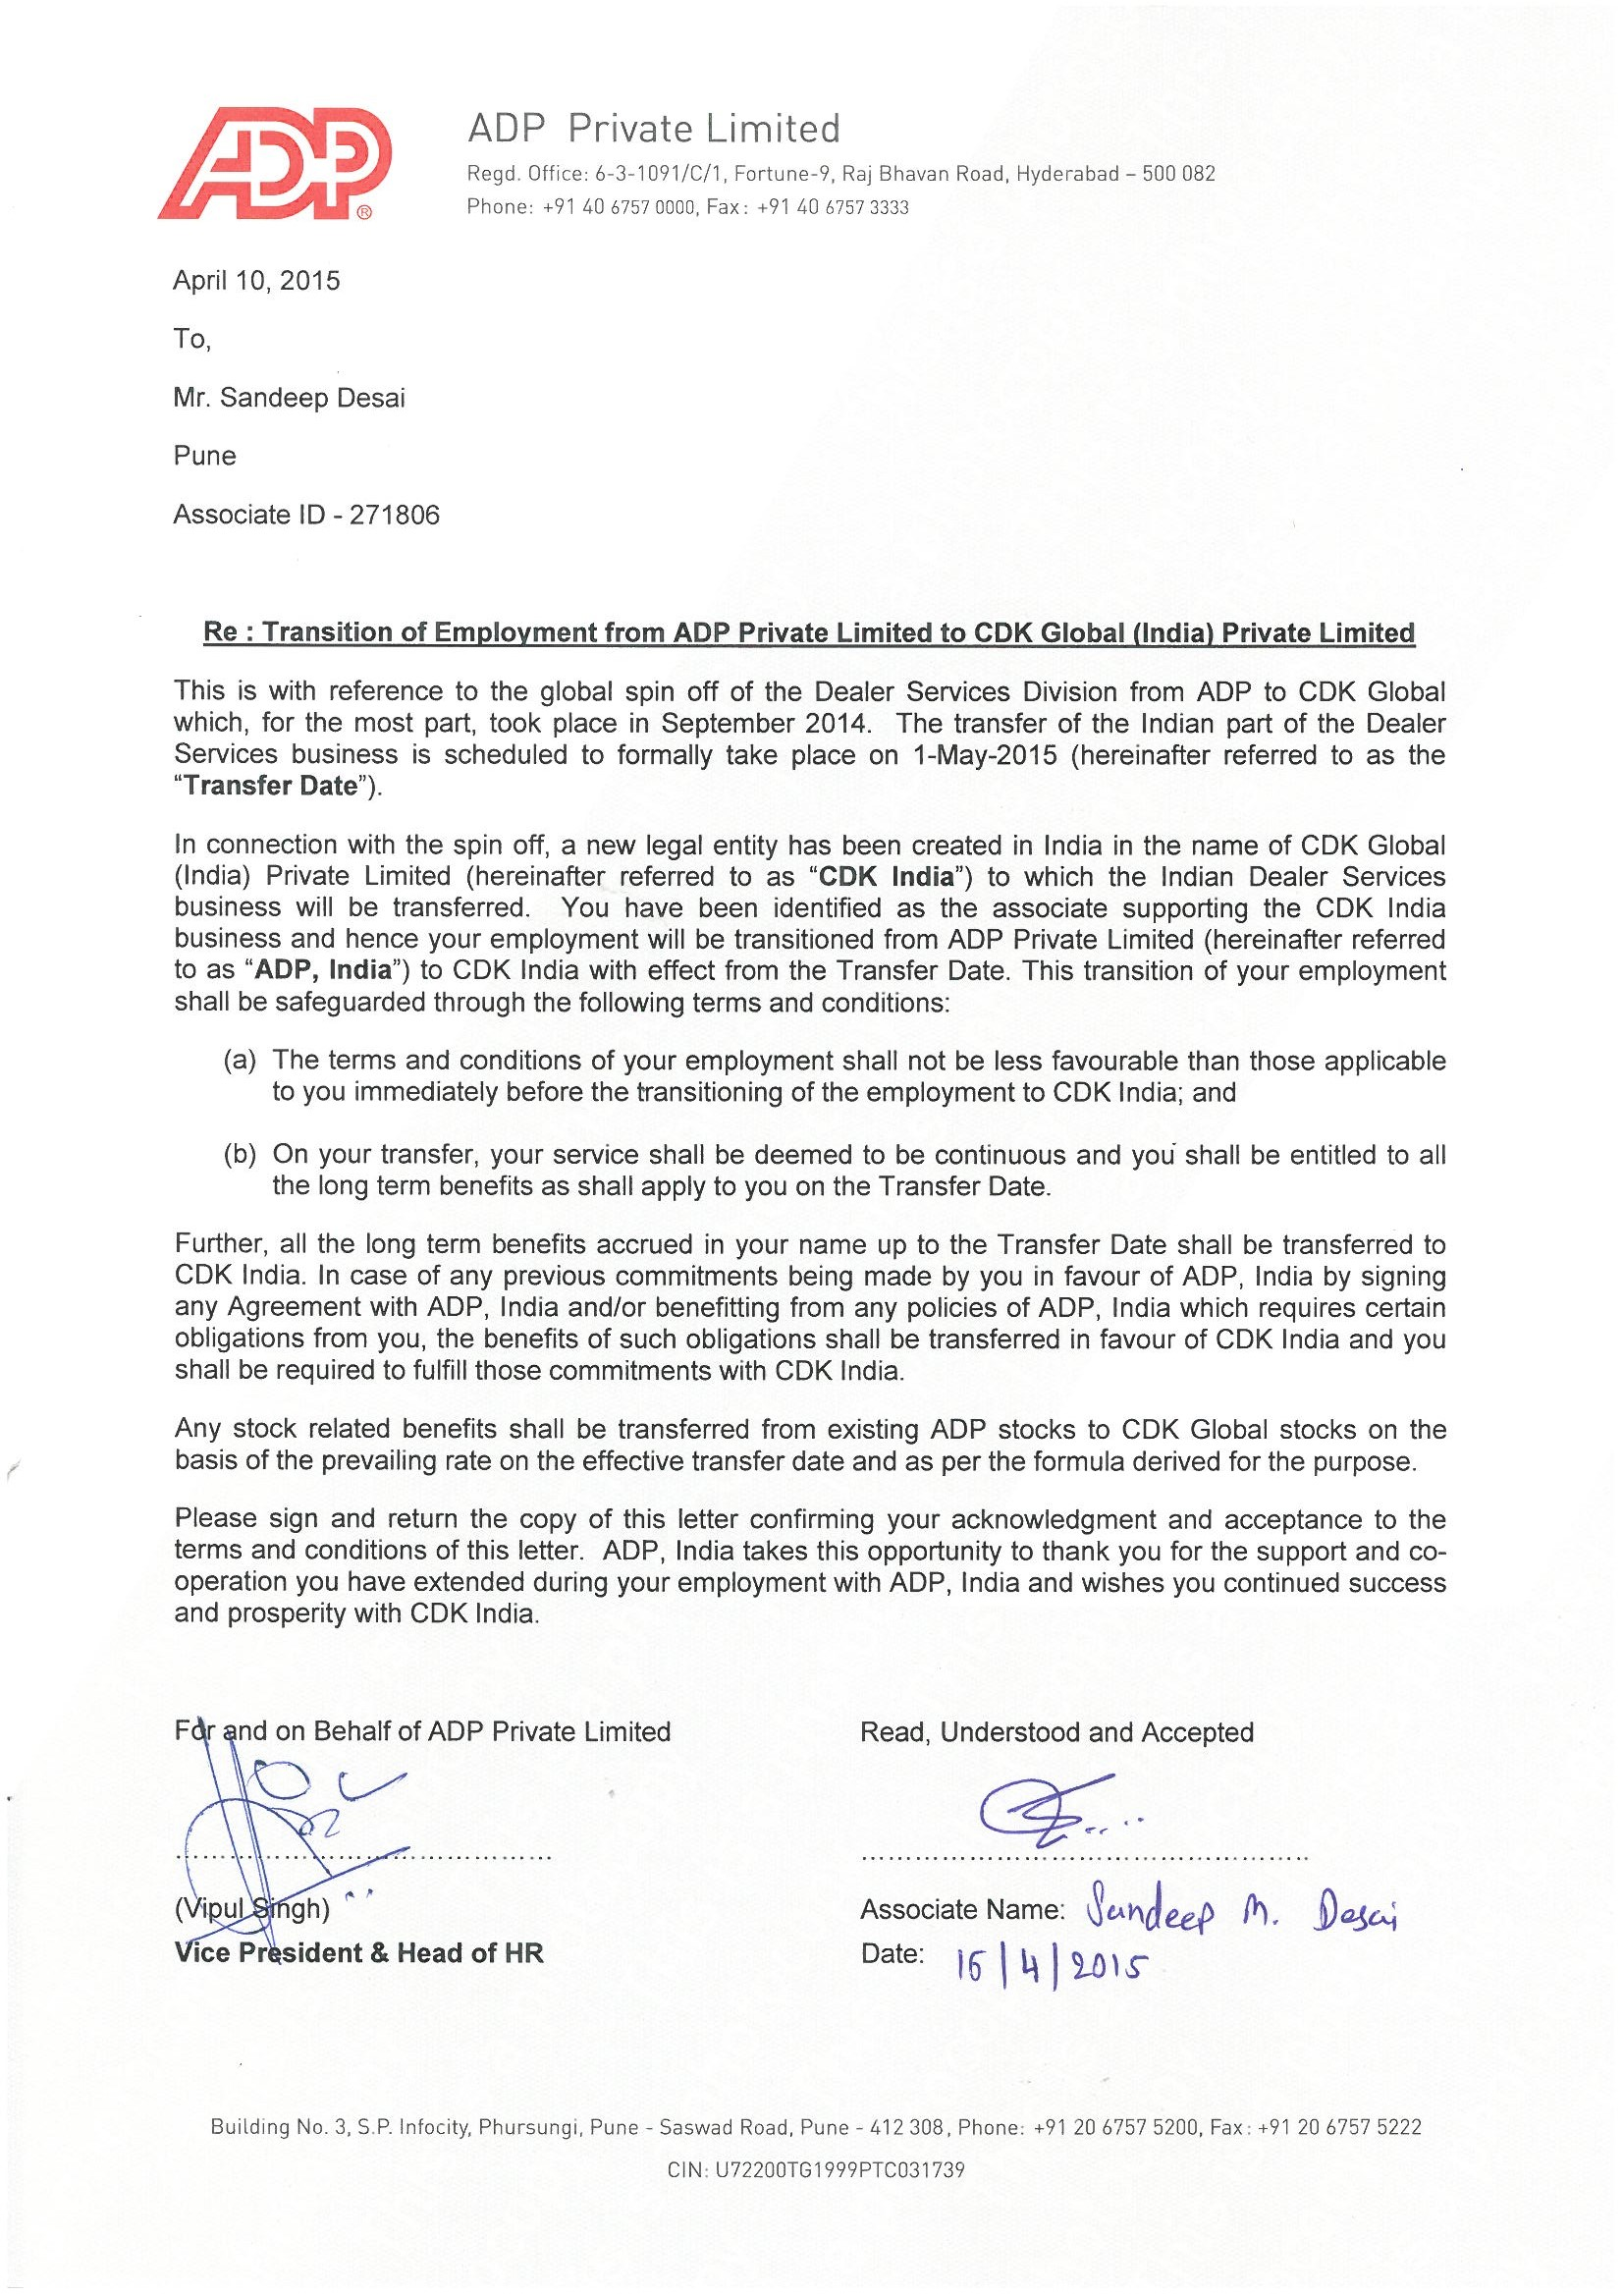 ADP®
ADP Private Limited
Regd. Office: 6-3-1091/C/1, Fortune-9, Raj Bhavan Road, Hyderabad – 500 082
Phone: +91 40 6757 0000, Fax: +91 40 6757 3333
April 10, 2015
To,
Mr. Sandeep Desai
Pune
Associate ID - 271806
Re : Transition of Employment from ADP Private Limited to CDK Global (India) Private Limited
This is with reference to the global spin off of the Dealer Services Division from ADP to CDK Global
which, for the most part, took place in September 2014. The transfer of the Indian part of the Dealer
Services business is scheduled to formally take place on 1-May-2015 (hereinafter referred to as the
“Transfer Date”).
In connection with the spin off, a new legal entity has been created in India in the name of CDK Global
(India) Private Limited (hereinafter referred to as “CDK India”) to which the Indian Dealer Services
business will be transferred. You have been identified as the associate supporting the CDK India
business and hence your employment will be transitioned from ADP Private Limited (hereinafter referred
to as “ADP, India”) to CDK India with effect from the Transfer Date. This transition of your employment
shall be safeguarded through the following terms and conditions:
(a) The terms and conditions of your employment shall not be less favourable than those applicable
to you immediately before the transitioning of the employment to CDK India; and
(b) On your transfer, your service shall be deemed to be continuous and you shall be entitled to all
the long term benefits as shall apply to you on the Transfer Date.
Further, all the long term benefits accrued in your name up to the Transfer Date shall be transferred to
CDK India. In case of any previous commitments being made by you in favour of ADP, India by signing
any Agreement with ADP, India and/or benefitting from any policies of ADP, India which requires certain
obligations from you, the benefits of such obligations shall be transferred in favour of CDK India and you
shall be required to fulfill those commitments with CDK India.
Any stock related benefits shall be transferred from existing ADP stocks to CDK Global stocks on the
basis of the prevailing rate on the effective transfer date and as per the formula derived for the purpose.
Please sign and return the copy of this letter confirming your acknowledgment and acceptance to the
terms and conditions of this letter. ADP, India takes this opportunity to thank you for the support and co-
operation you have extended during your employment with ADP, India and wishes you continued success
and prosperity with CDK India.
For and on Behalf of ADP Private Limited
Read, Understood and Accepted
(Vipul Singh)
Associate Name: Sandeep M. Desai
Vice President & Head of HR
Date: 16/4/2015
Building No. 3, S.P. Infocity, Phursungi, Pune - Saswad Road, Pune - 412 308, Phone: +91 20 6757 5200, Fax: +91 20 6757 5222
CIN: U72200TG1999PTC031739